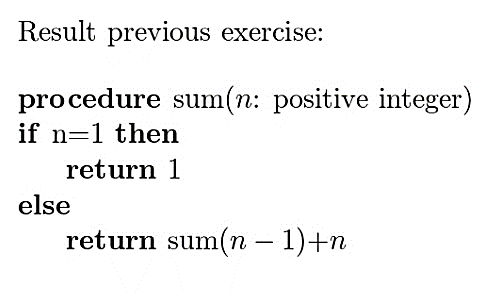 Result previous exercise:
procedure sum(n: positive integer)
if n=1 then
return 1
else
return sum(n − 1)+n